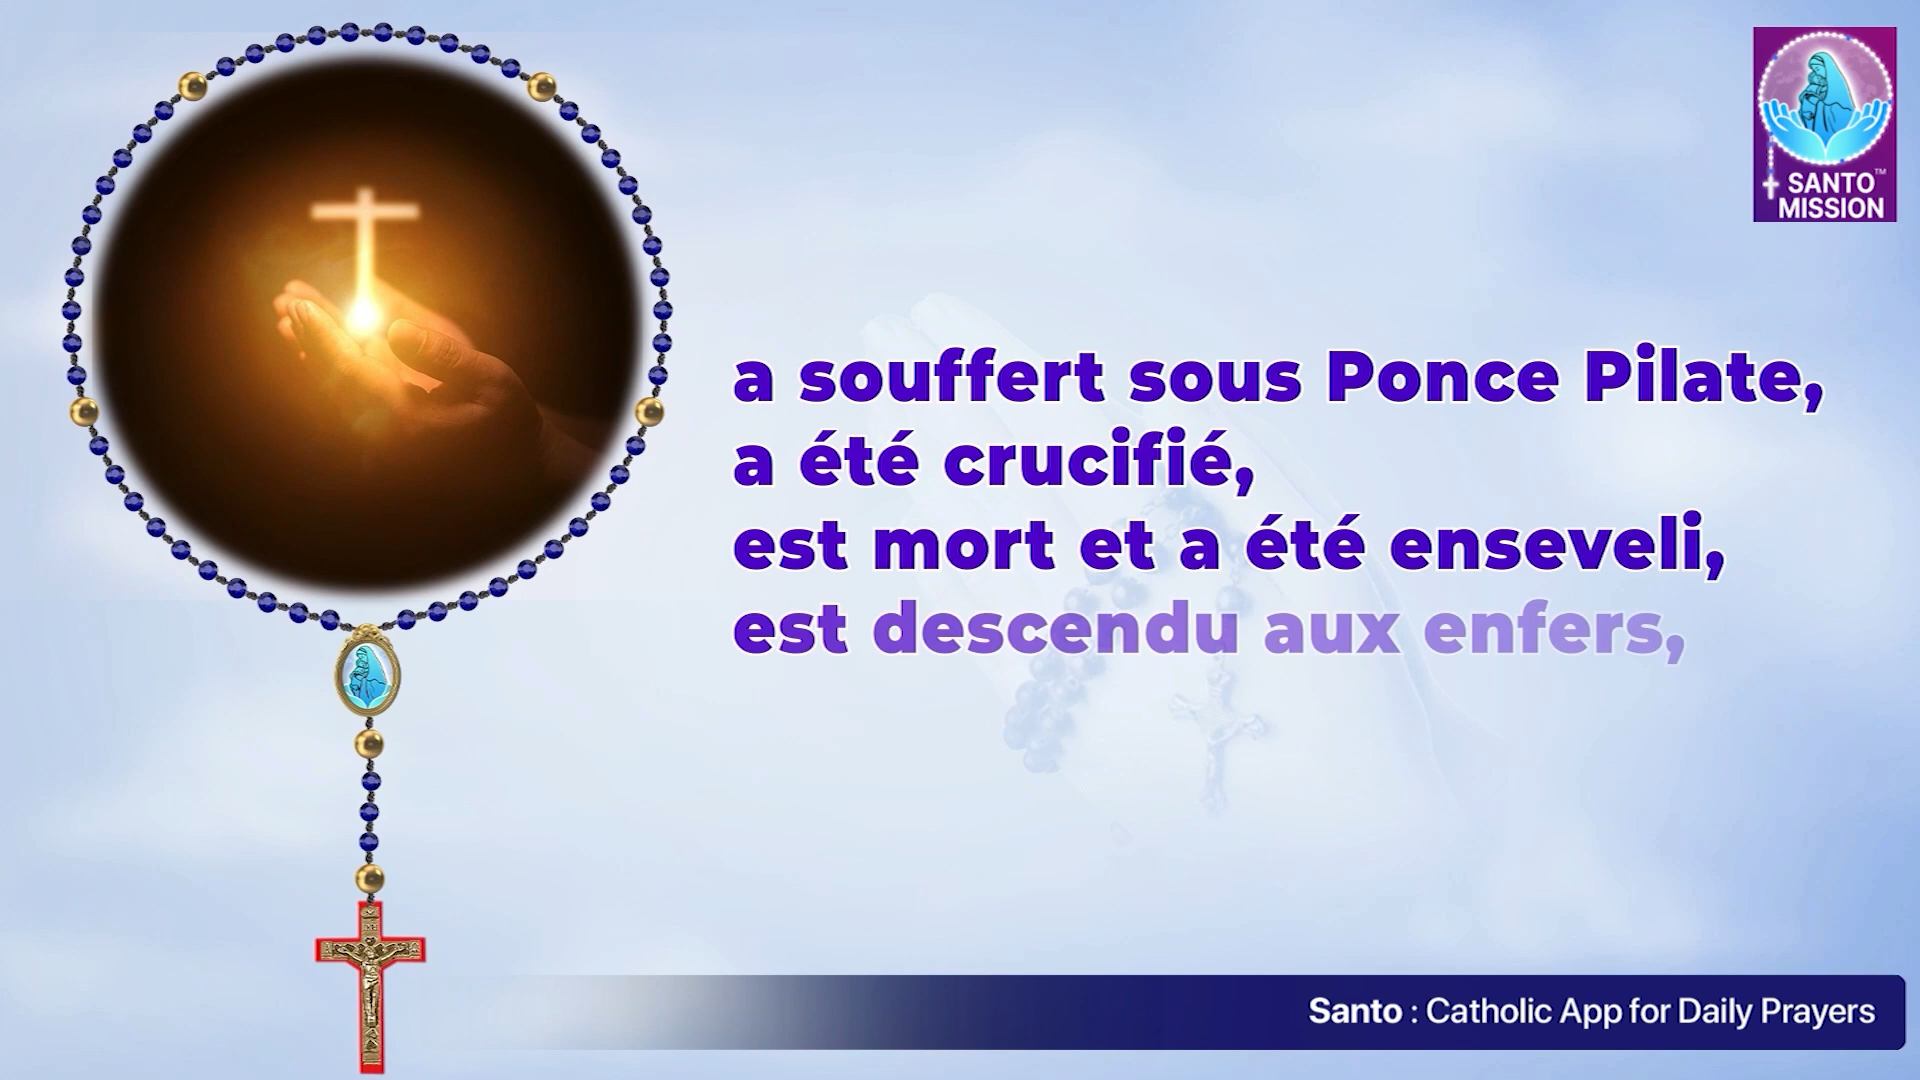 SANTO™
MISSION
a souffert sous Ponce Pilate,
a été crucifié,
est mort et a été enseveli,
est descendu aux enfers,
Santo : Catholic App for Daily Prayers